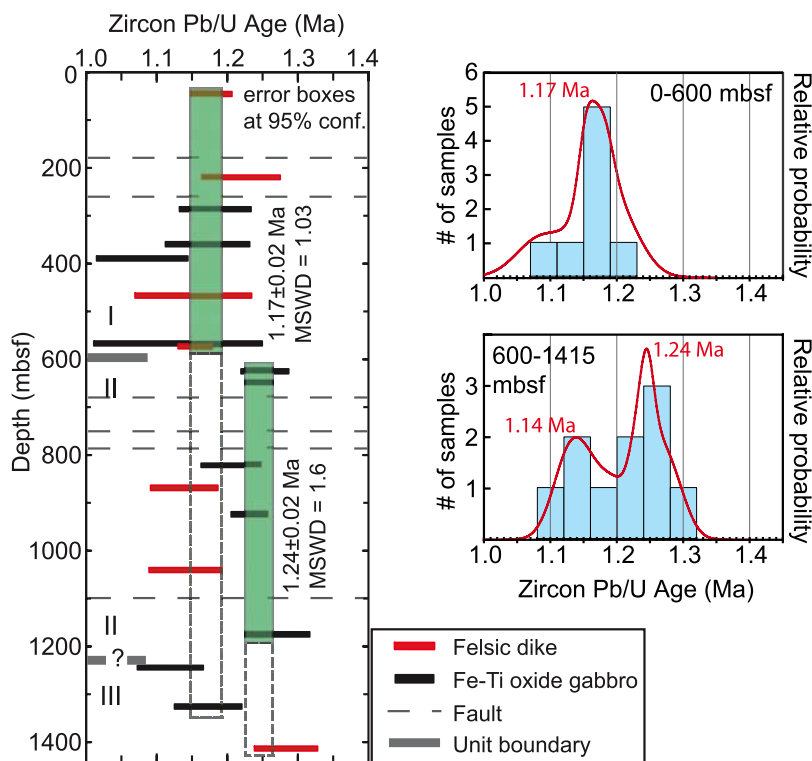 Zircon Pb/U Age (Ma)
1.0 1.1 1.2 1.3 1.4
0
200
400
600
800
1000
1200
1400
Depth (mbsf)
error boxes
at 95% conf.
1.17±0.02 Ma
MSWD = 1.03
1.24±0.02 Ma
MSWD = 1.6
I
II
II
?
III
6
5
4
3
2
1
# of samples
1.17 Ma
0-600 mbsf
Relative probability
1.0 1.1 1.2 1.3 1.4
3
2
1
# of samples
600-1415
mbsf
1.24 Ma
1.14 Ma
Relative probability
1.0 1.1 1.2 1.3 1.4
Zircon Pb/U Age (Ma)
Felsic dike
Fe-Ti oxide gabbro
Fault
Unit boundary